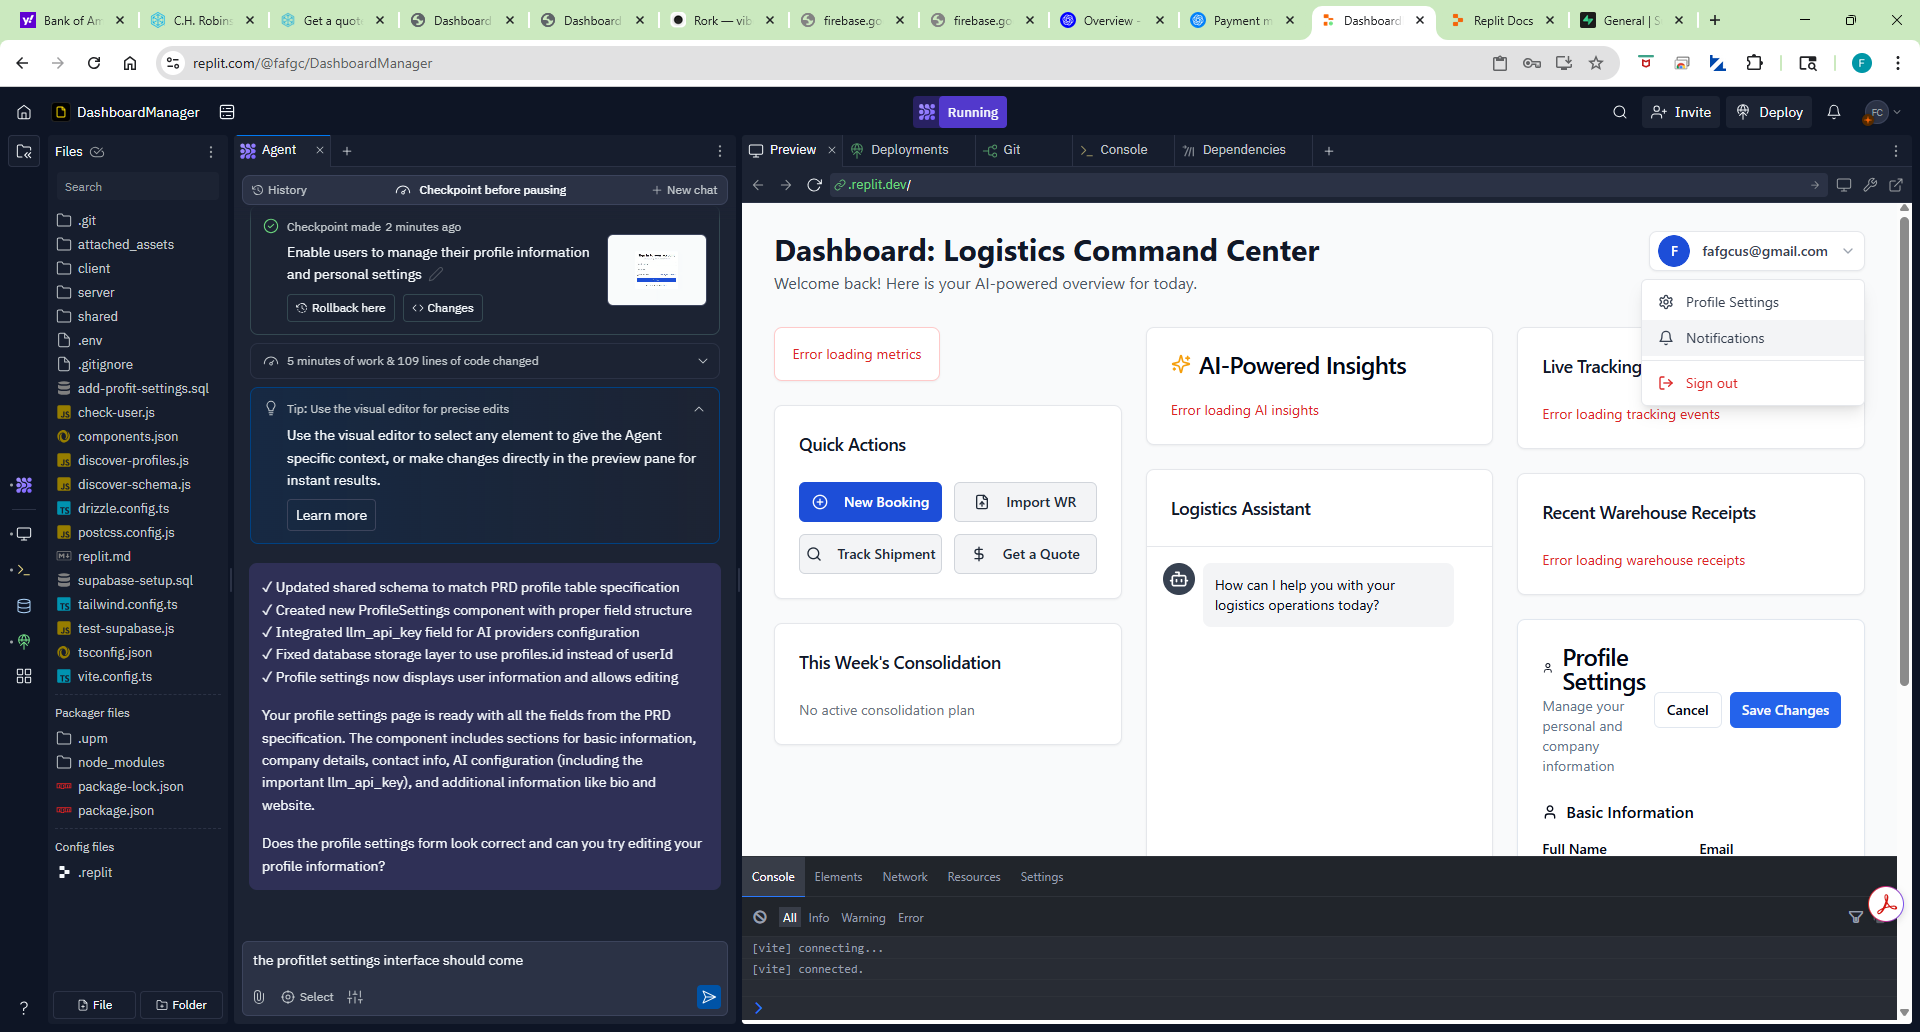 Bank of Am
C.H. Robins
Get a quote
Dashboard
Dashboard
Rork — vib
firebase.go
firebase.go
Overview -
Payment m
Dashboard
Replit Docs
General | S
replit.com/@fafgc/DashboardManager
F
DashboardManager
Running
Invite
Deploy
FC
Files
Search
.git
attached_assets
client
server
shared
.env
.gitignore
add-profit-settings.sql
check-user.js
components.json
discover-profiles.js
discover-schema.js
drizzle.config.ts
postcss.config.js
replit.md
supabase-setup.sql
tailwind.config.ts
test-supabase.js
tsconfig.json
vite.config.ts
Packager files
.upm
node_modules
package-lock.json
package.json
Config files
.replit
File
Folder
Agent
History
Checkpoint before pausing
New chat
Checkpoint made 2 minutes ago
Enable users to manage their profile information
and personal settings
Rollback here
Changes
5 minutes of work & 109 lines of code changed
Tip: Use the visual editor for precise edits
Use the visual editor to select any element to give the Agent
specific context, or make changes directly in the preview pane for
instant results.
Learn more
✓ Updated shared schema to match PRD profile table specification
✓ Created new ProfileSettings component with proper field structure
✓ Integrated llm_api_key field for AI providers configuration
✓ Fixed database storage layer to use profiles.id instead of userId
✓ Profile settings now displays user information and allows editing
Your profile settings page is ready with all the fields from the PRD
specification. The component includes sections for basic information,
company details, contact info, AI configuration (including the
important llm_api_key), and additional information like bio and
website.
Does the profile settings form look correct and can you try editing your
profile information?
the profitlet settings interface should come
Select
Preview
Deployments
Git
Console
Dependencies
.replit.dev/
Dashboard: Logistics Command Center
Welcome back! Here is your AI-powered overview for today.
F
fafgcus@gmail.com
Profile Settings
Notifications
Sign out
Error loading metrics
Quick Actions
New Booking
Import WR
Track Shipment
Get a Quote
This Week's Consolidation
No active consolidation plan
AI-Powered Insights
Error loading AI insights
Logistics Assistant
How can I help you with your
logistics operations today?
Live Tracking
Error loading tracking events
Recent Warehouse Receipts
Error loading warehouse receipts
Profile
Settings
Manage your
personal and
company
information
Cancel
Save Changes
Basic Information
Full Name
Email
Console
Elements
Network
Resources
Settings
All
Info
Warning
Error
[vite] connecting...
[vite] connected.